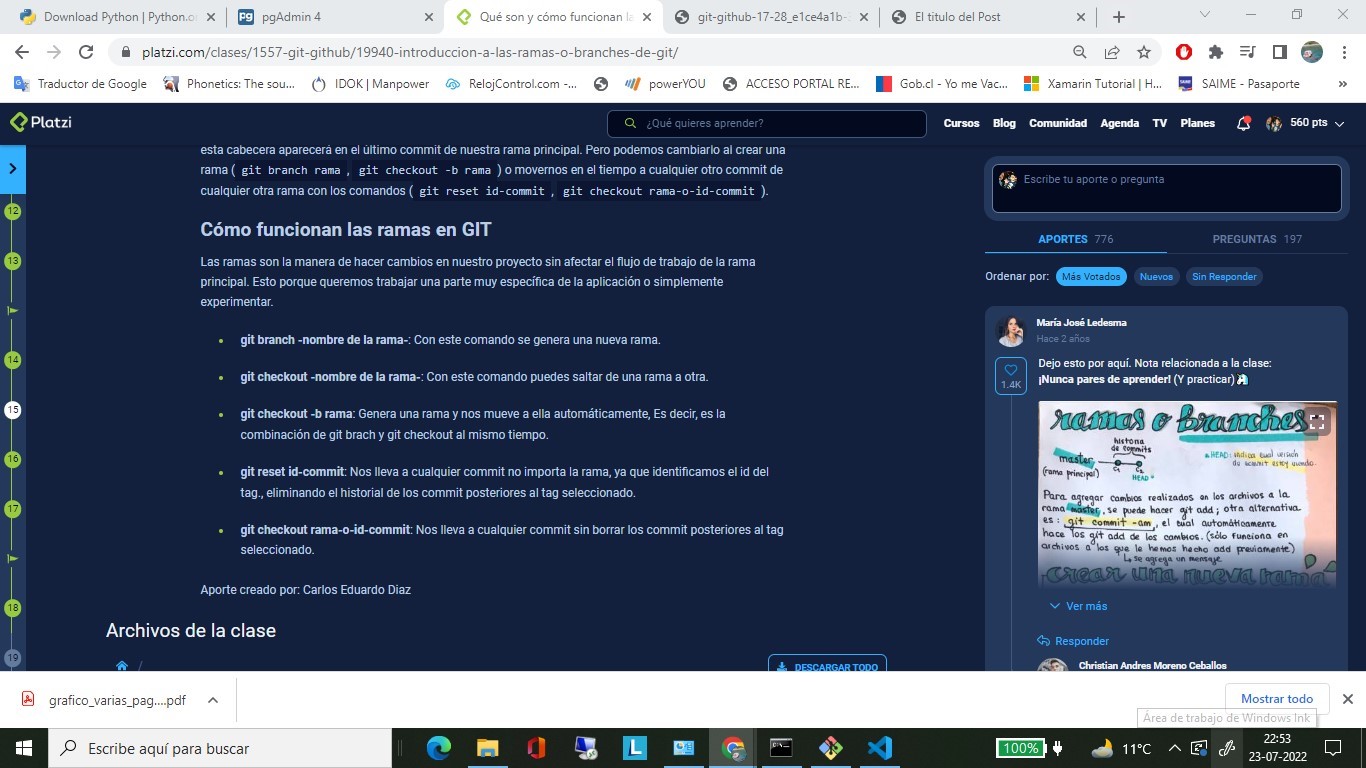 Download Python | Python.or
pgAdmin 4
Qué son y cómo funcionan la
git-github-17-28_e1ce4a1b-
El titulo del Post
platzi.com/clases/1557-git-github/19940-introduccion-a-las-ramas-o-branches-de-git/
Traductor de Google
Phonetics: The sou...
IDOK | Manpower
RelojControl.com -...
powerYOU
ACCESO PORTAL RE...
Gob.cl - Yo me Vac...
Xamarin Tutorial | H...
SAIME - Pasaporte
Platzi
¿Qué quieres aprender?
Cursos Blog Comunidad Agenda TV Planes
560 pts
esta cabecera aparecerá en el último commit de nuestra rama principal. Pero podemos cambiarlo al crear una
rama ( git branch rama , git checkout -b rama ) o movernos en el tiempo a cualquier otro commit de
cualquier otra rama con los comandos ( git reset id-commit , git checkout rama-o-id-commit ).
Cómo funcionan las ramas en GIT
Las ramas son la manera de hacer cambios en nuestro proyecto sin afectar el flujo de trabajo de la rama
principal. Esto porque queremos trabajar una parte muy específica de la aplicación o simplemente
experimentar.
git branch -nombre de la rama-: Con este comando se genera una nueva rama.
git checkout -nombre de la rama-: Con este comando puedes saltar de una rama a otra.
git checkout -b rama: Genera una rama y nos mueve a ella automáticamente, Es decir, es la
combinación de git brach y git checkout al mismo tiempo.
git reset id-commit: Nos lleva a cualquier commit no importa la rama, ya que identificamos el id del
tag., eliminando el historial de los commit posteriores al tag seleccionado.
git checkout rama-o-id-commit: Nos lleva a cualquier commit sin borrar los commit posteriores al tag
seleccionado.
Aporte creado por: Carlos Eduardo Diaz
Archivos de la clase
/
DESCARGAR TODO
12
13
14
15
16
17
18
19
Escribe tu aporte o pregunta
APORTES 776
PREGUNTAS 197
Ordenar por: Más Votados Nuevos Sin Responder
María José Ledesma
Hace 2 años
1.4K
Dejo esto por aquí. Nota relacionada a la clase:
¡Nunca pares de aprender! (Y practicar)
ramas o branches
historia
de commits
master
(rama principal)
C1 C2
HEAD
* HEAD: indica cual versión
de commit estoy usando.
Para agregar cambios realizados en los archivos a la
rama master, se puede hacer git add; otra alternativa
es: git commit -am, el cual automáticamente
hace los git add de los cambios. (sólo funciona en
archivos a los que le hemos hecho add previamente)
se agrega un mensaje
Crear una nueva rama
Ver más
Responder
Christian Andres Moreno Ceballos
grafico_varias_pag....pdf
Mostrar todo
Área de trabajo de Windows Ink
Escribe aquí para buscar
100%
11°C
22:53
23-07-2022